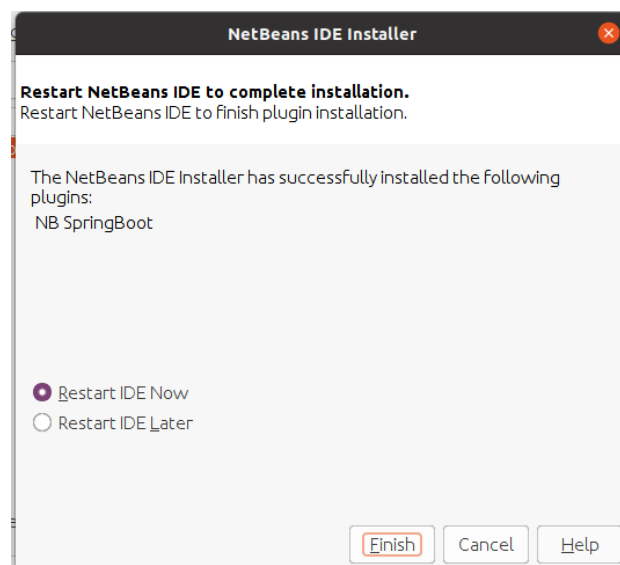 NetBeans IDE Installer
Restart NetBeans IDE to complete installation.
Restart NetBeans IDE to finish plugin installation.
The NetBeans IDE Installer has successfully installed the following
plugins:
NB SpringBoot
Restart IDE Now
Restart IDE Later
Finish
Cancel
Help